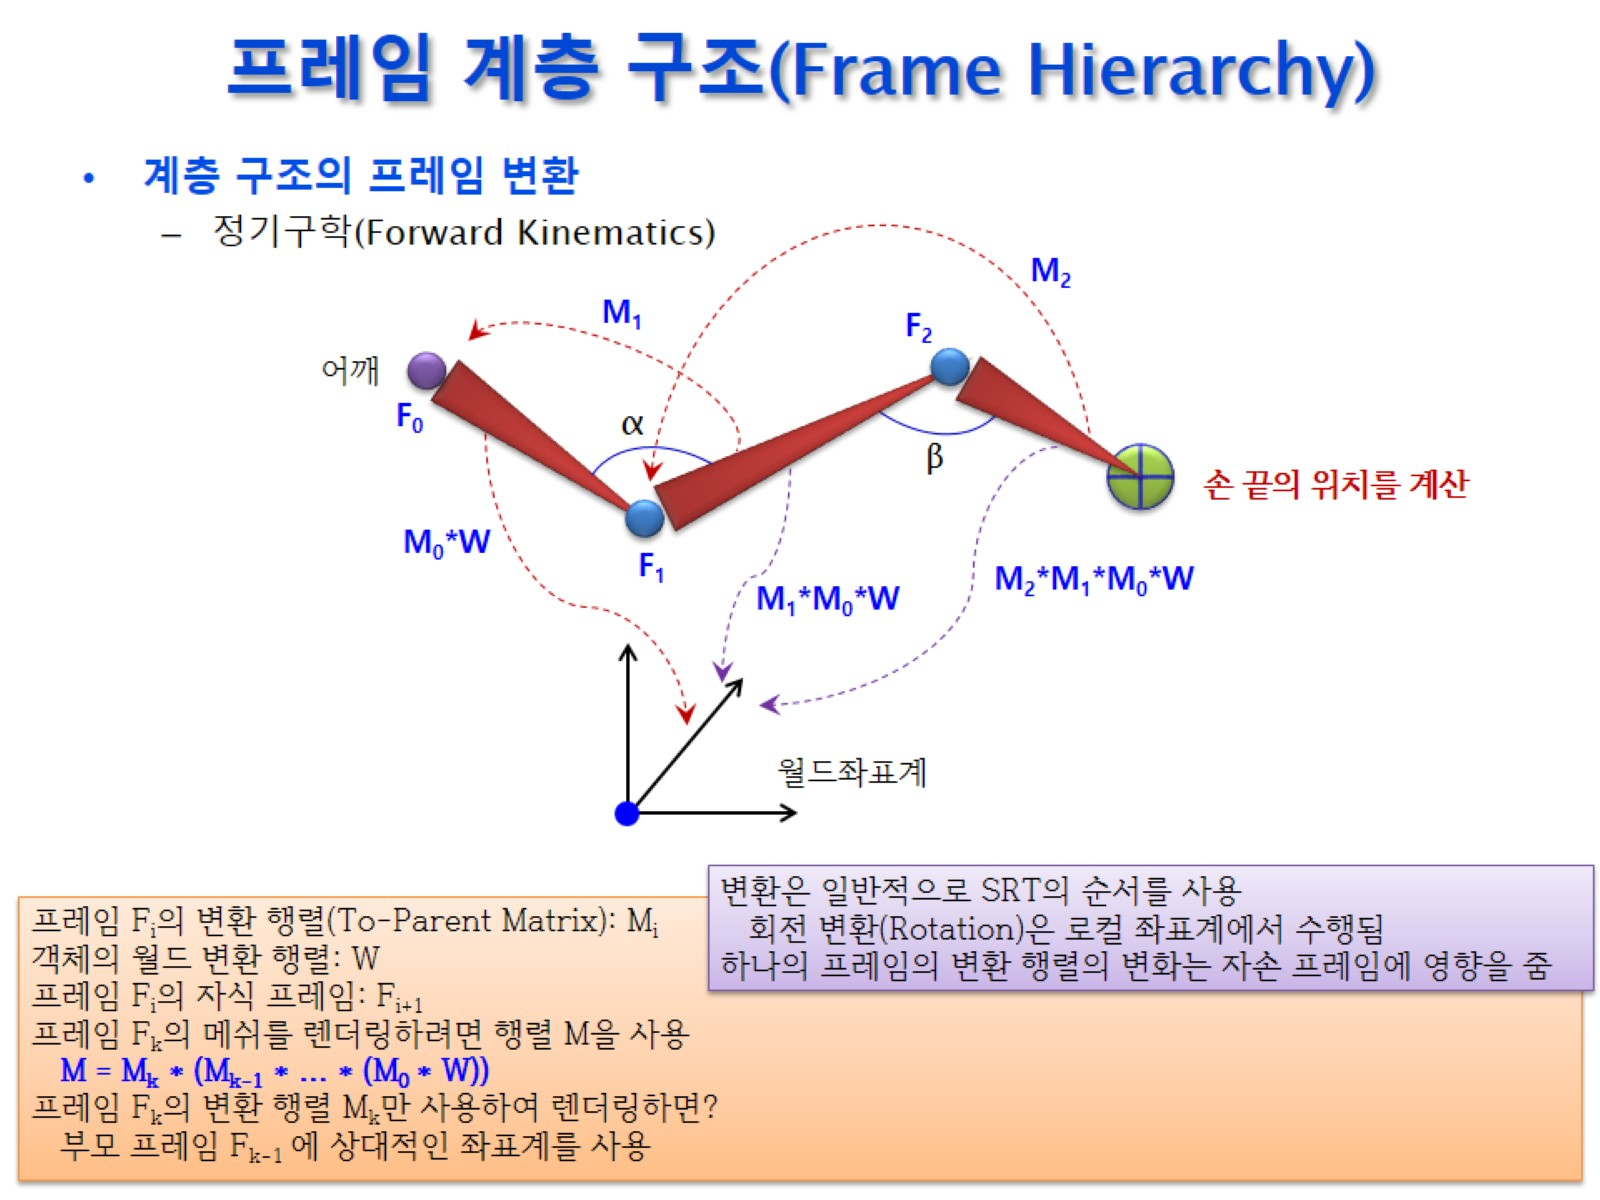 프레임 계층 구조(Frame Hierarchy)
• 계층 구조의 프레임 변환
– 정기구학(Forward Kinematics)
M₂
M₁
F₂
어깨
F₀
α
β
손 끝의 위치를 계산
M₀*W
F₁
M₂*M₁*M₀*W
M₁*M₀*W
월드좌표계
변환은 일반적으로 SRT의 순서를 사용
회전 변환(Rotation)은 로컬 좌표계에서 수행됨
하나의 프레임의 변환 행렬의 변화는 자손 프레임에 영향을 줌
프레임 Fᵢ의 변환 행렬(To-Parent Matrix): Mᵢ
객체의 월드 변환 행렬: W
프레임 Fᵢ의 자식 프레임: Fᵢ₊₁
프레임 Fₖ의 메쉬를 렌더링하려면 행렬 M을 사용
M = Mₖ * (Mₖ₋₁ * ... * (M₀ * W))
프레임 Fₖ의 변환 행렬 Mₖ만 사용하여 렌더링하면?
부모 프레임 Fₖ₋₁ 에 상대적인 좌표계를 사용